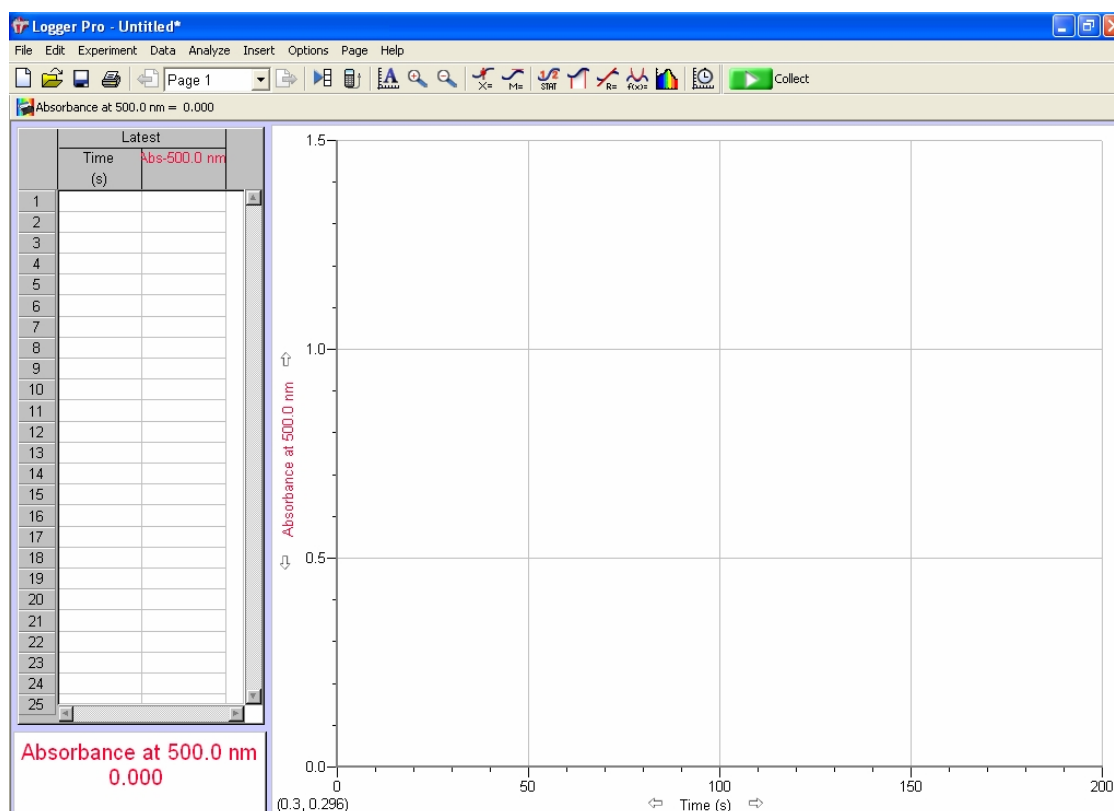 Logger Pro - Untitled*
File Edit Experiment Data Analyze Insert Options Page Help
Page 1 X= M= 1/2 STAT R= f(x)= Collect
Absorbance at 500.0 nm = 0.000
Latest
Time Abs-500.0 nm
(s)
1
2
3
4
5
6
7
8
9
10
11
12
13
14
15
16
17
18
19
20
21
22
23
24
25
Absorbance at 500.0 nm
0.000
1.5
1.0
0.5
0.0
Absorbance at 500.0 nm
0 50 100 150 200
(0.3, 0.296) Time (s)